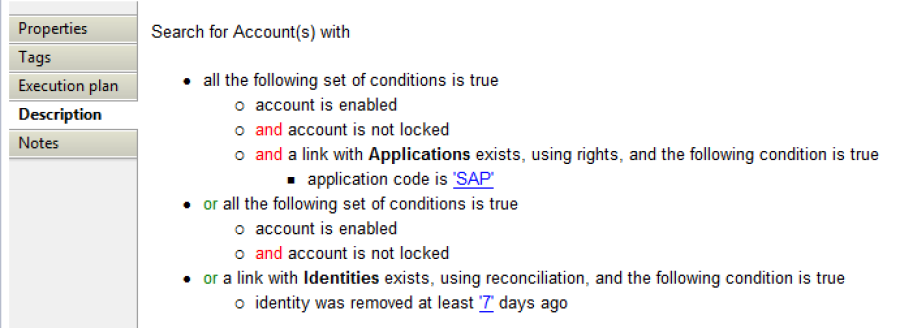 Properties
Tags
Execution plan
Description
Notes
Search for Account(s) with
• all the following set of conditions is true
o account is enabled
o and account is not locked
o and a link with Applications exists, using rights, and the following condition is true
▪ application code is 'SAP'
• or all the following set of conditions is true
o account is enabled
o and account is not locked
• or a link with Identities exists, using reconciliation, and the following condition is true
o identity was removed at least '7' days ago